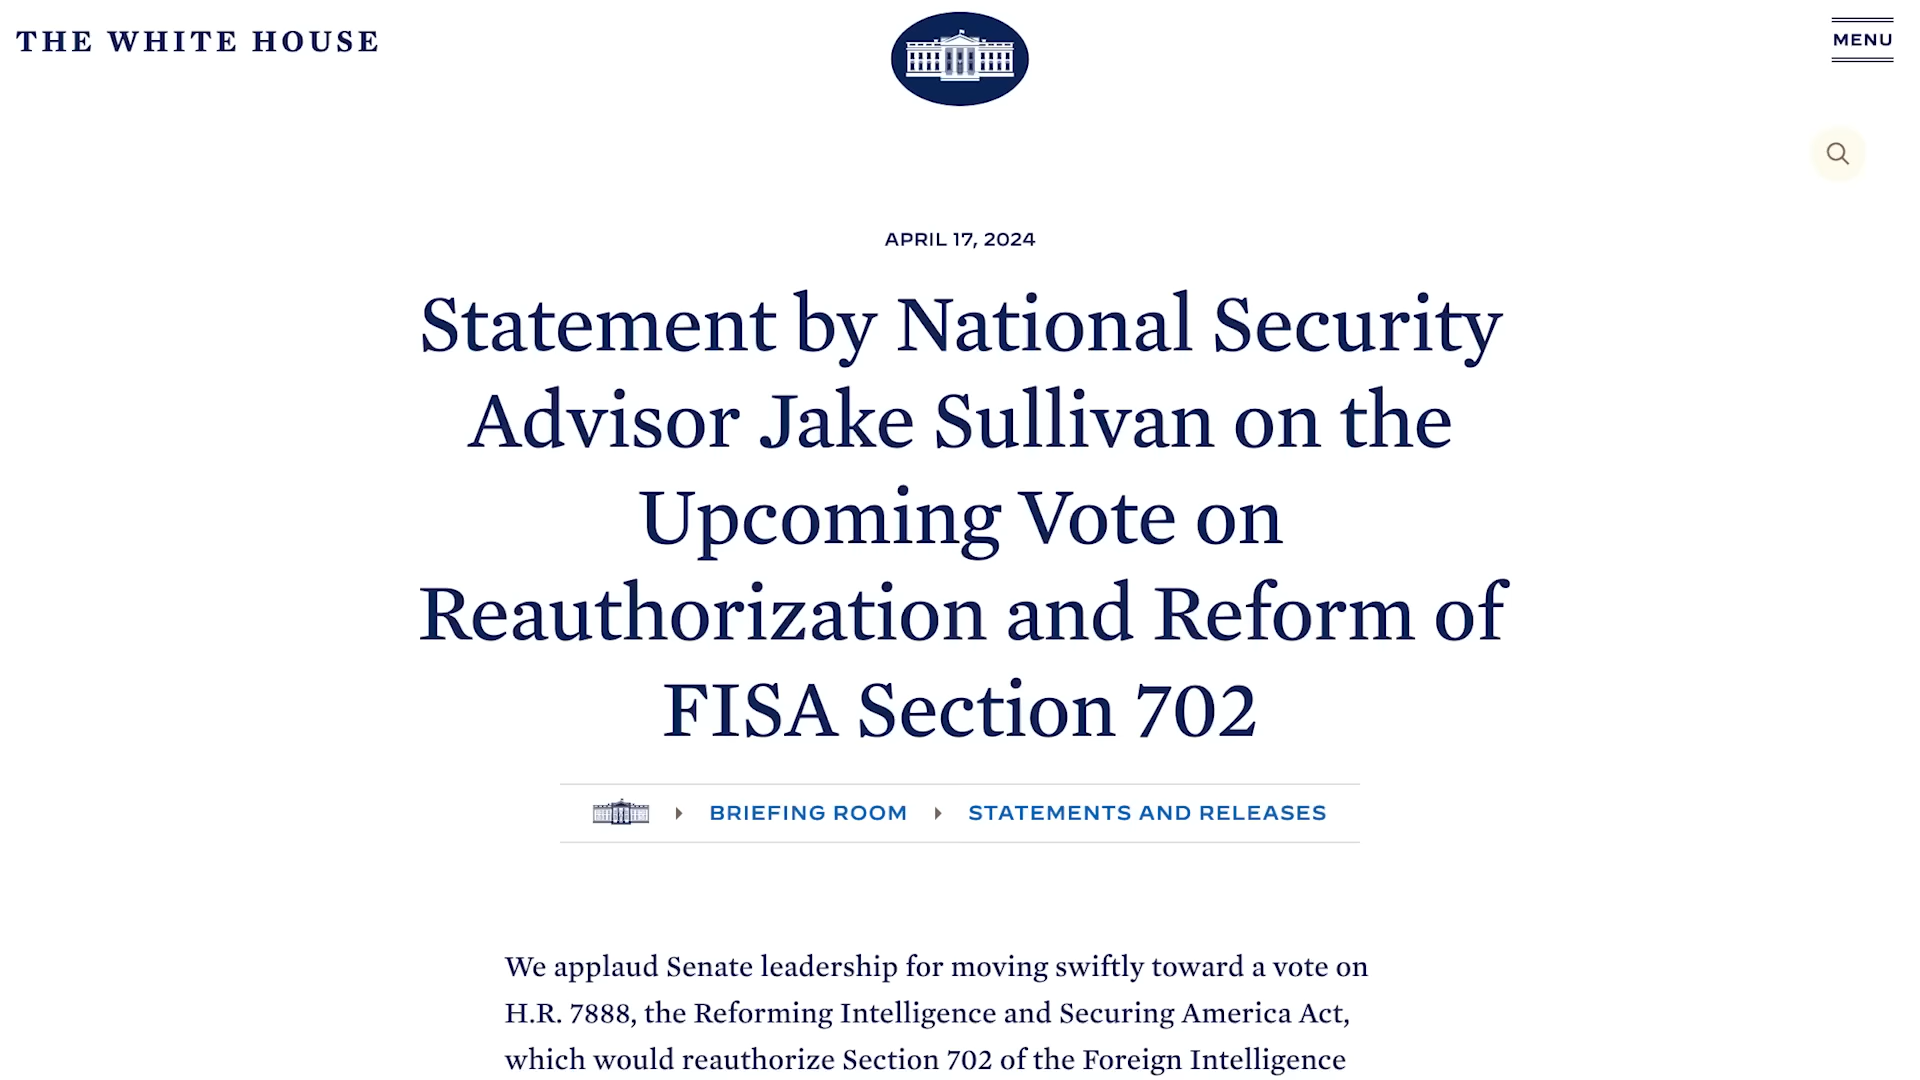 THE WHITE HOUSE
MENU
APRIL 17, 2024
Statement by National Security
Advisor Jake Sullivan on the
Upcoming Vote on
Reauthorization and Reform of
FISA Section 702
BRIEFING ROOM
STATEMENTS AND RELEASES
We applaud Senate leadership for moving swiftly toward a vote on
H.R. 7888, the Reforming Intelligence and Securing America Act,
which would reauthorize Section 702 of the Foreign Intelligence